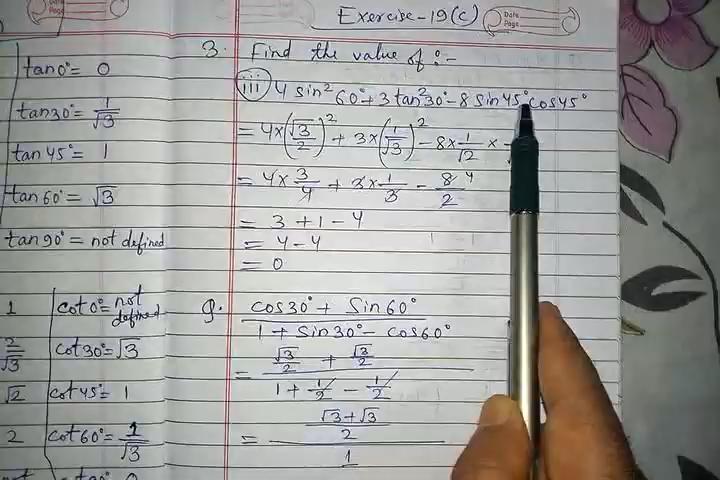 Exercise-19(c)
Date
Page
Date
Page
3. Find the value of :-
(iii) 4 sin² 60° + 3 tan² 30° - 8 sin 45° cos 45°
= 4 × (√3/2)² + 3 × (1/√3)² - 8 × 1/√2 ×
= 4 × 3/4 + 3 × 1/3 - 8/2 4
= 3 + 1 - 4
= 4 - 4
= 0
Q. cos30° + sin60°
1 + sin30° - cos60°
= √3/2 + √3/2
1 + 1/2 - 1/2
= √3 + √3
2
1
tan0° = 0
tan30° = 1/√3
tan45° = 1
tan60° = √3
tan90° = not defined
1 cot0° = not defined
2/√3 cot30° = √3
√2 cot45° = 1
2 cot60° = 1/√3